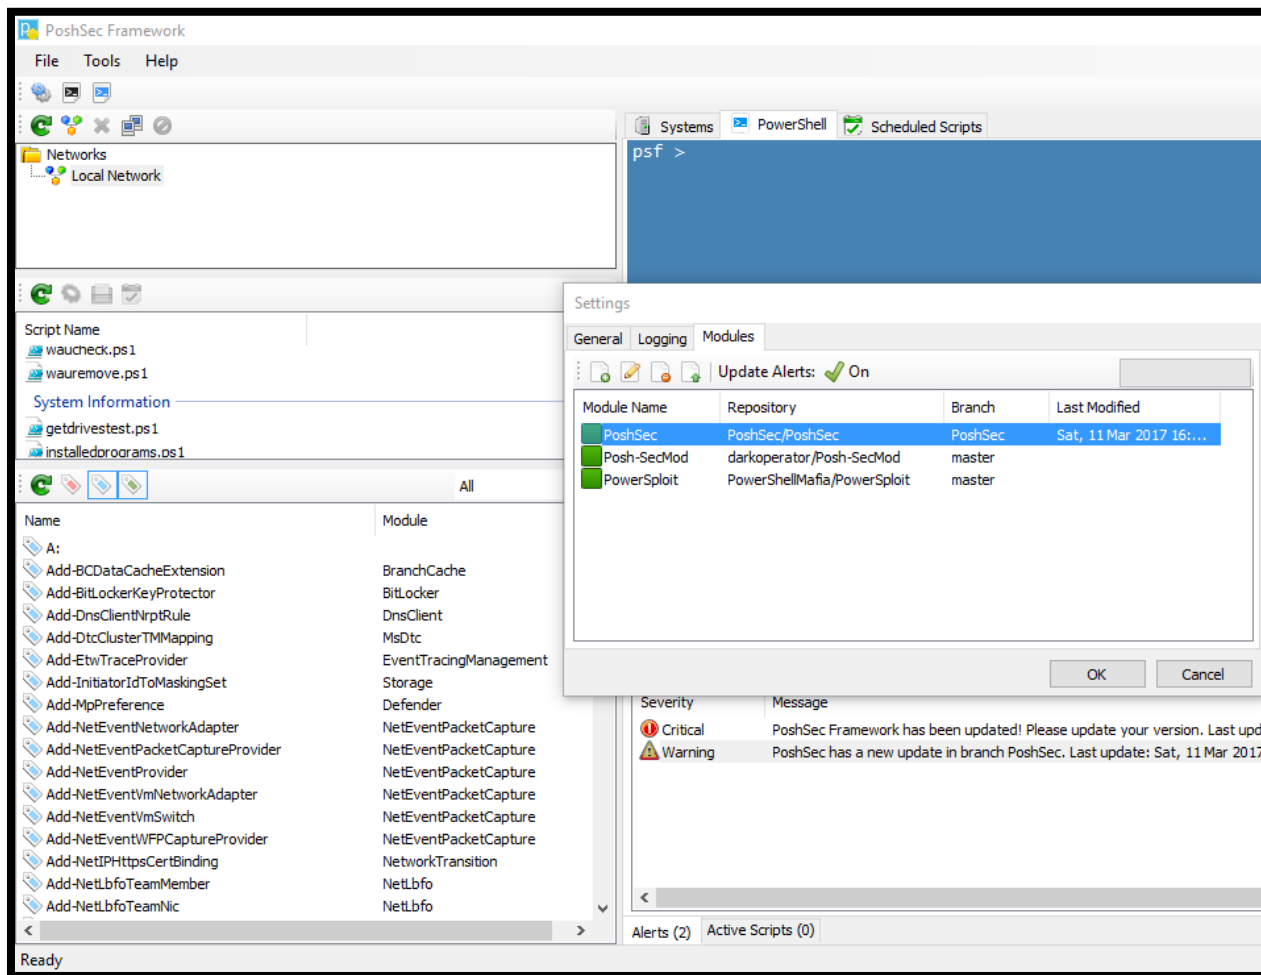 PoshSec Framework
File Tools Help
Systems PowerShell Scheduled Scripts
Networks
Local Network
psf >
Script Name
waucheck.ps1
wauremove.ps1
System Information
getdrivestest.ps1
installedprograms.ps1
All
Name Module
A:
Add-BCDataCacheExtension BranchCache
Add-BitLockerKeyProtector BitLocker
Add-DnsClientNrptRule DnsClient
Add-DtcClusterTMMapping MsDtc
Add-EtwTraceProvider EventTracingManagement
Add-InitiatorIdToMaskingSet Storage
Add-MpPreference Defender
Add-NetEventNetworkAdapter NetEventPacketCapture
Add-NetEventPacketCaptureProvider NetEventPacketCapture
Add-NetEventProvider NetEventPacketCapture
Add-NetEventVmNetworkAdapter NetEventPacketCapture
Add-NetEventVmSwitch NetEventPacketCapture
Add-NetEventWFPCaptureProvider NetEventPacketCapture
Add-NetIPHttpsCertBinding NetworkTransition
Add-NetLbfoTeamMember NetLbfo
Add-NetLbfoTeamNic NetLbfo
Settings
General Logging Modules
Update Alerts: On
Module Name Repository Branch Last Modified
PoshSec PoshSec/PoshSec PoshSec Sat, 11 Mar 2017 16:...
Posh-SecMod darkoperator/Posh-SecMod master
PowerSploit PowerShellMafia/PowerSploit master
OK Cancel
Severity Message
Critical PoshSec Framework has been updated! Please update your version. Last upd
Warning PoshSec has a new update in branch PoshSec. Last update: Sat, 11 Mar 2017
Alerts (2) Active Scripts (0)
Ready